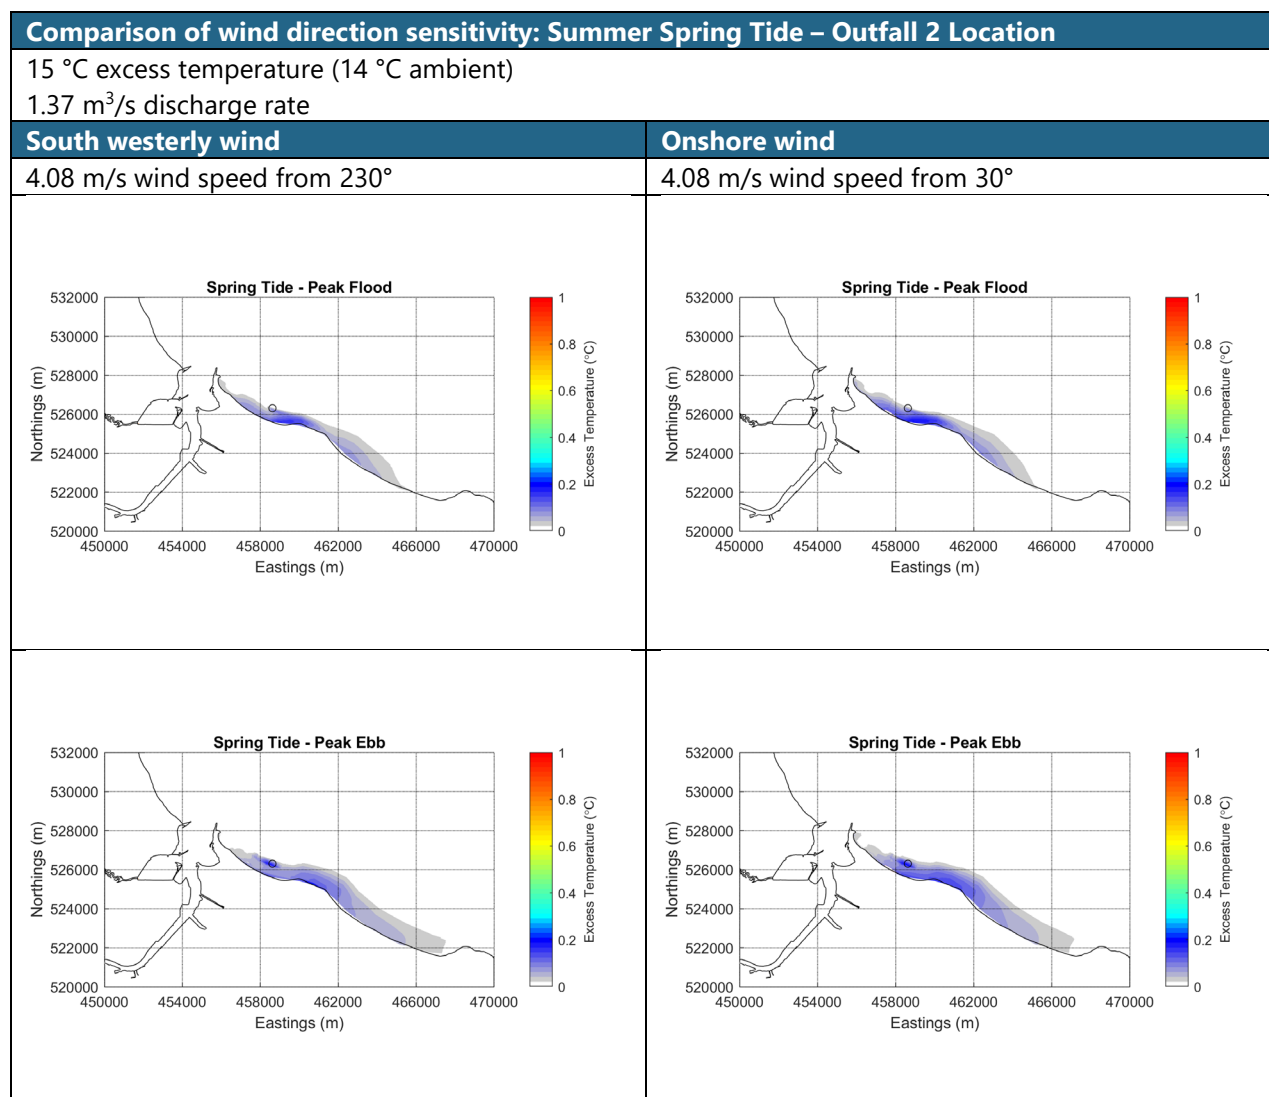 Comparison of wind direction sensitivity: Summer Spring Tide – Outfall 2 Location
15 °C excess temperature (14 °C ambient)
1.37 m³/s discharge rate
South westerly wind
Onshore wind
4.08 m/s wind speed from 230°
4.08 m/s wind speed from 30°
Spring Tide - Peak Flood
532000
530000
528000
526000
524000
522000
520000
Northings (m)
450000 454000 458000 462000 466000 470000
Eastings (m)
1
0.8
0.6
0.4
0.2
0
Excess Temperature (°C)
Spring Tide - Peak Flood
532000
530000
528000
526000
524000
522000
520000
Northings (m)
450000 454000 458000 462000 466000 470000
Eastings (m)
1
0.8
0.6
0.4
0.2
0
Excess Temperature (°C)
Spring Tide - Peak Ebb
532000
530000
528000
526000
524000
522000
520000
Northings (m)
450000 454000 458000 462000 466000 470000
Eastings (m)
1
0.8
0.6
0.4
0.2
0
Excess Temperature (°C)
Spring Tide - Peak Ebb
532000
530000
528000
526000
524000
522000
520000
Northings (m)
450000 454000 458000 462000 466000 470000
Eastings (m)
1
0.8
0.6
0.4
0.2
0
Excess Temperature (°C)